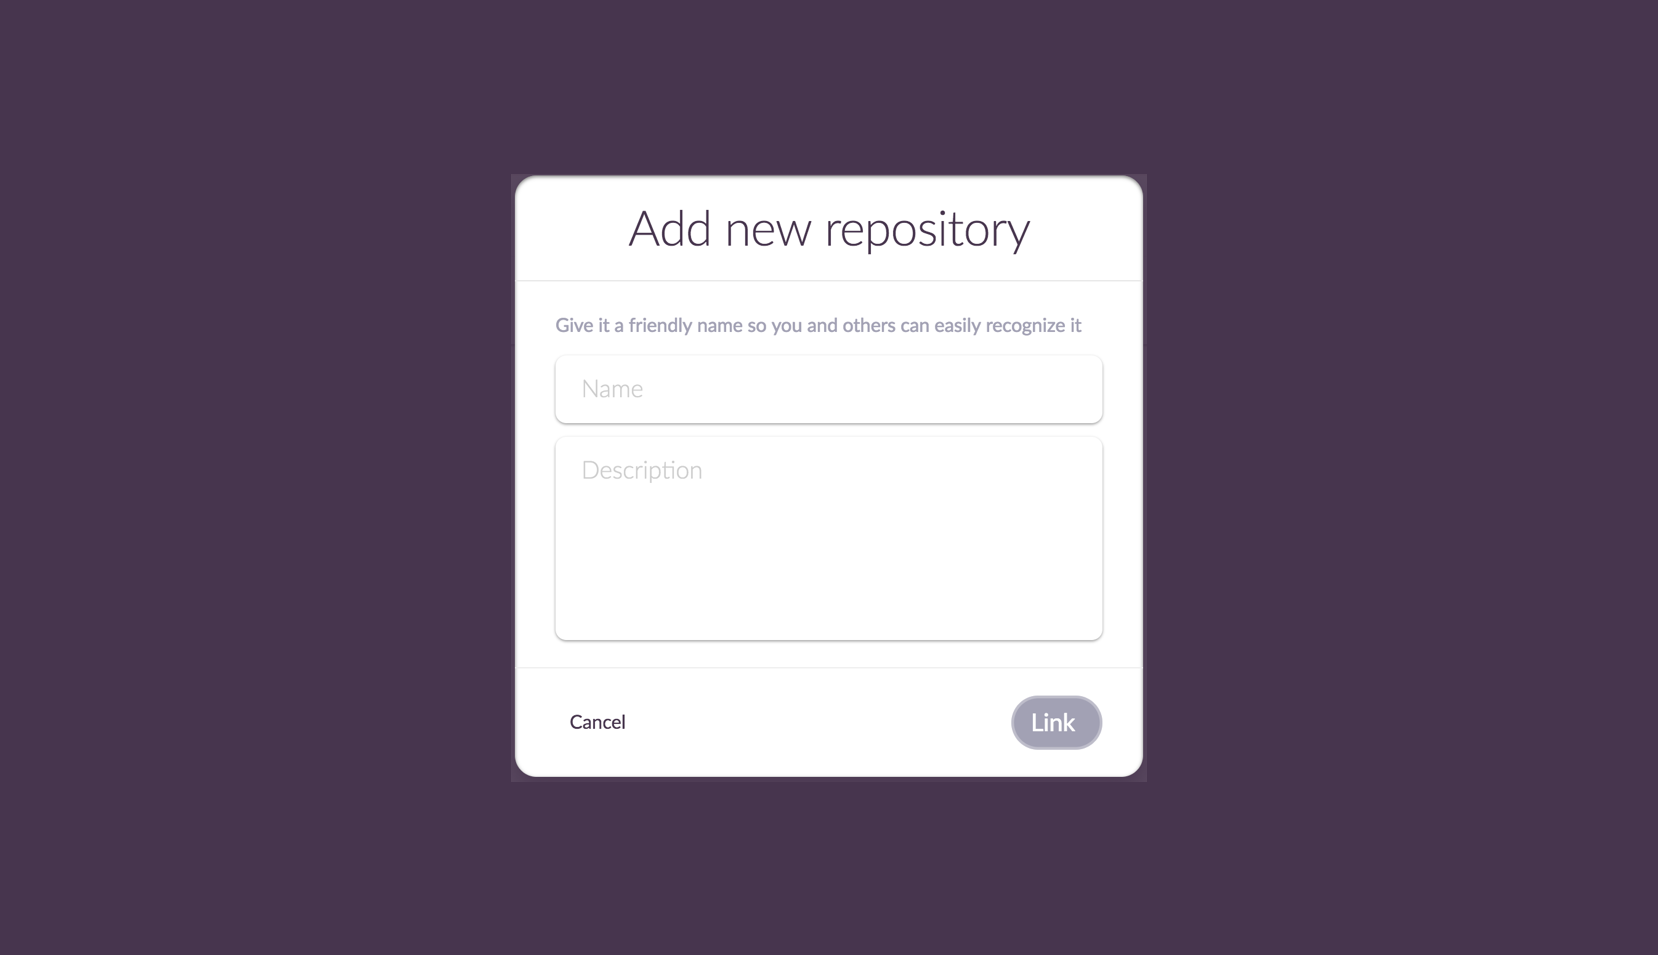 Add new repository
Give it a friendly name so you and others can easily recognize it
Name
Description
Cancel
Link